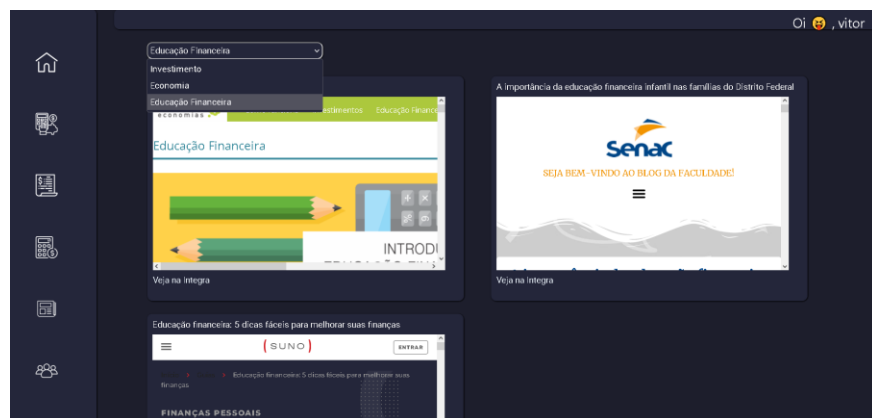 Oi 😝 , vitor
Educação Financeira
Investimento
Economia
Educação Financeira
economias
estimentos Educação Finance
Educação Financeira
INTRODU
Veja na Integra
A importância da educação financeira infantil nas famílias do Distrito Federal
Senac
SEJA BEM-VINDO AO BLOG DA FACULDADE!
Veja na Integra
Educação financeira: 5 dicas fáceis para melhorar suas finanças
(SUNO)
ENTRAR
Educação financeira: 5 dicas fáceis para melhorar suas
finanças
FINANÇAS PESSOAIS